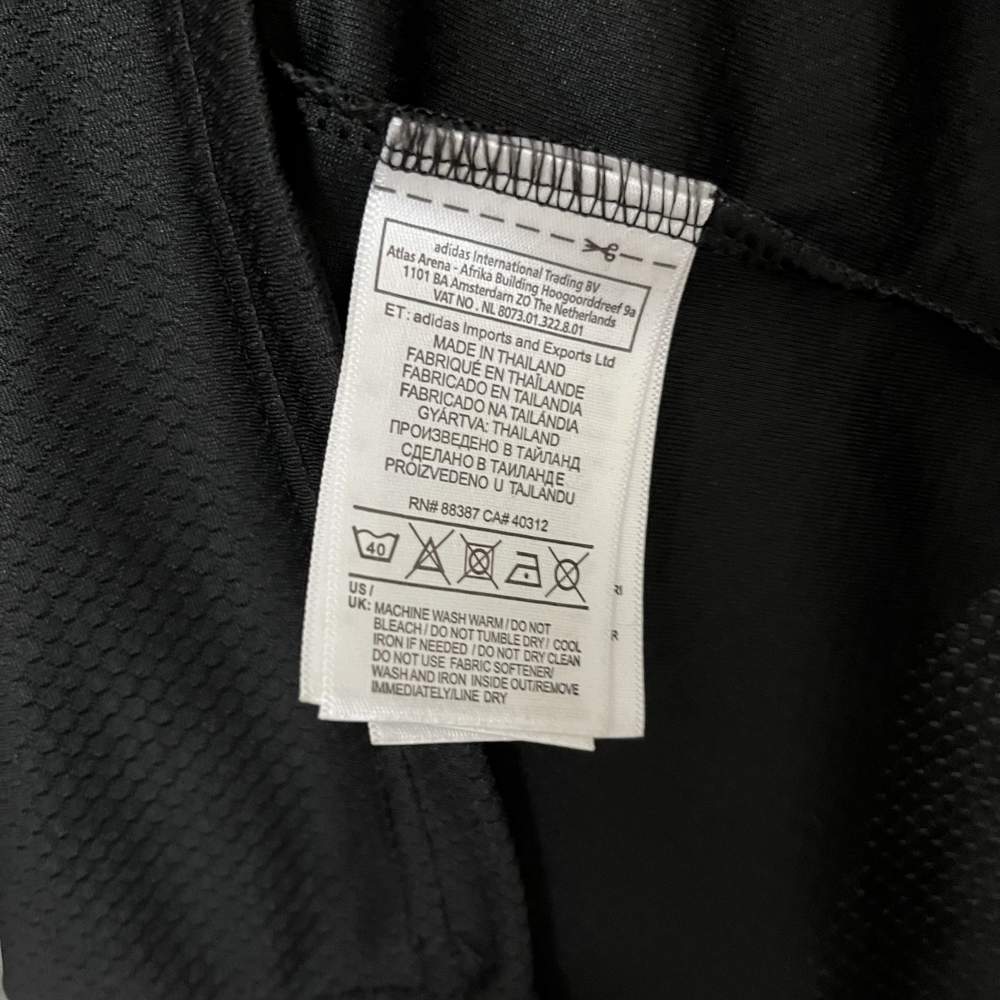 adidas International Trading BV
Atlas Arena - Afrika Building Hoogoorddreef 9a
1101 BA Amsterdam ZO The Netherlands
VAT NO . NL 8073.01.322.8.01
ET: adidas Imports and Exports Ltd
MADE IN THAILAND
FABRIQUÉ EN THAÏLANDE
FABRICADO EN TAILANDIA
FABRICADO NA TAILÂNDIA
GYÁRTVA: THAILAND
ПРОИЗВЕДЕНО В ТАЙЛАНД
СДЕЛАНО В ТАИЛАНДЕ
PROIZVEDENO U TAJLANDU
RN# 88387 CA# 40312
40
US /
UK: MACHINE WASH WARM / DO NOT
BLEACH / DO NOT TUMBLE DRY / COOL
IRON IF NEEDED / DO NOT DRY CLEAN
DO NOT USE FABRIC SOFTENER/
WASH AND IRON INSIDE OUT/REMOVE
IMMEDIATELY/LINE DRY